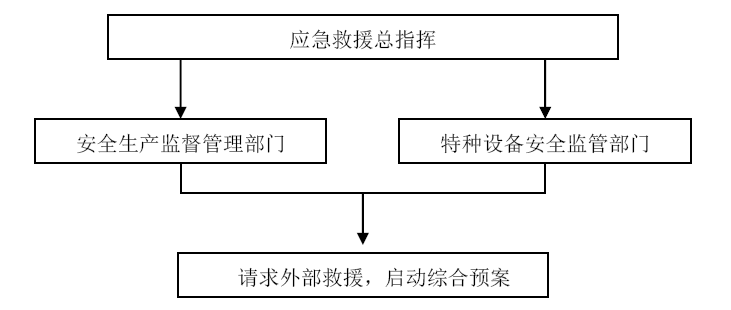 应急救援总指挥
安全生产监督管理部门
特种设备安全监管部门
请求外部救援，启动综合预案